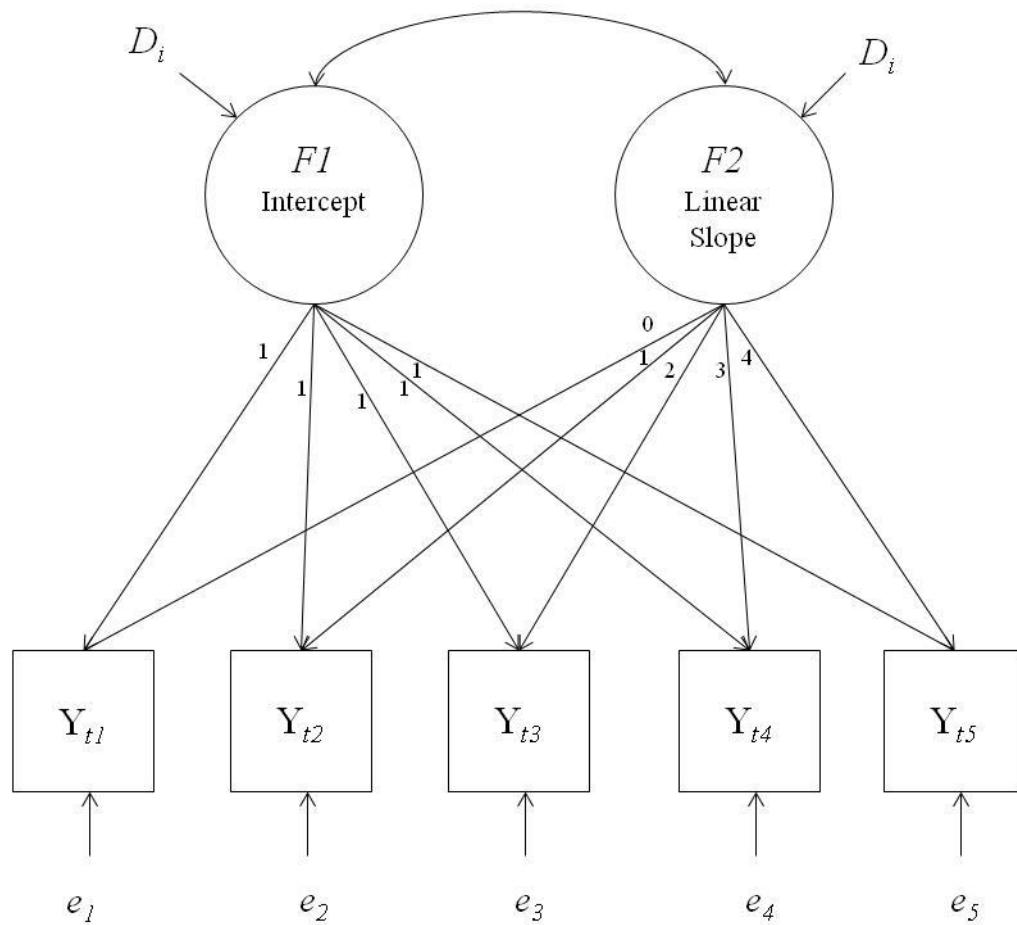 D_i
D_i
F1
Intercept
F2
Linear
Slope
0
1
1
2
3
4
1
1
1
1
Y_t1
Y_t2
Y_t3
Y_t4
Y_t5
e_1
e_2
e_3
e_4
e_5